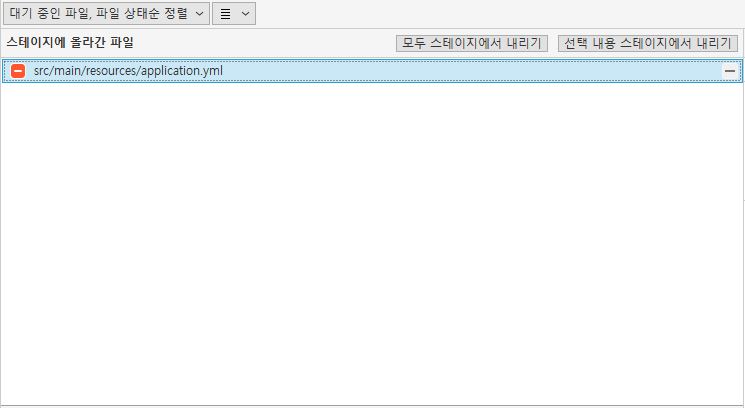 대기 중인 파일, 파일 상태순 정렬
스테이지에 올라간 파일 모두 스테이지에서 내리기 선택 내용 스테이지에서 내리기
src/main/resources/application.yml